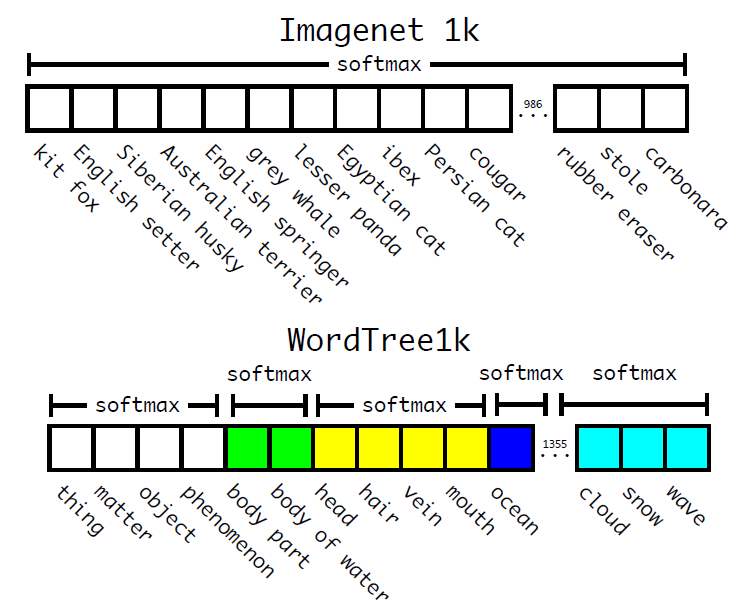 Imagenet 1k
softmax
986
...
kit fox
English setter
Siberian husky
Australian terrier
English springer
grey whale
lesser panda
Egyptian cat
ibex
Persian cat
cougar
rubber eraser
stole
carbonara
WordTree1k
softmax
softmax
softmax
softmax
softmax
1355
...
thing
matter
object
phenomenon
body part
body of water
head
hair
vein
mouth
ocean
cloud
snow
wave